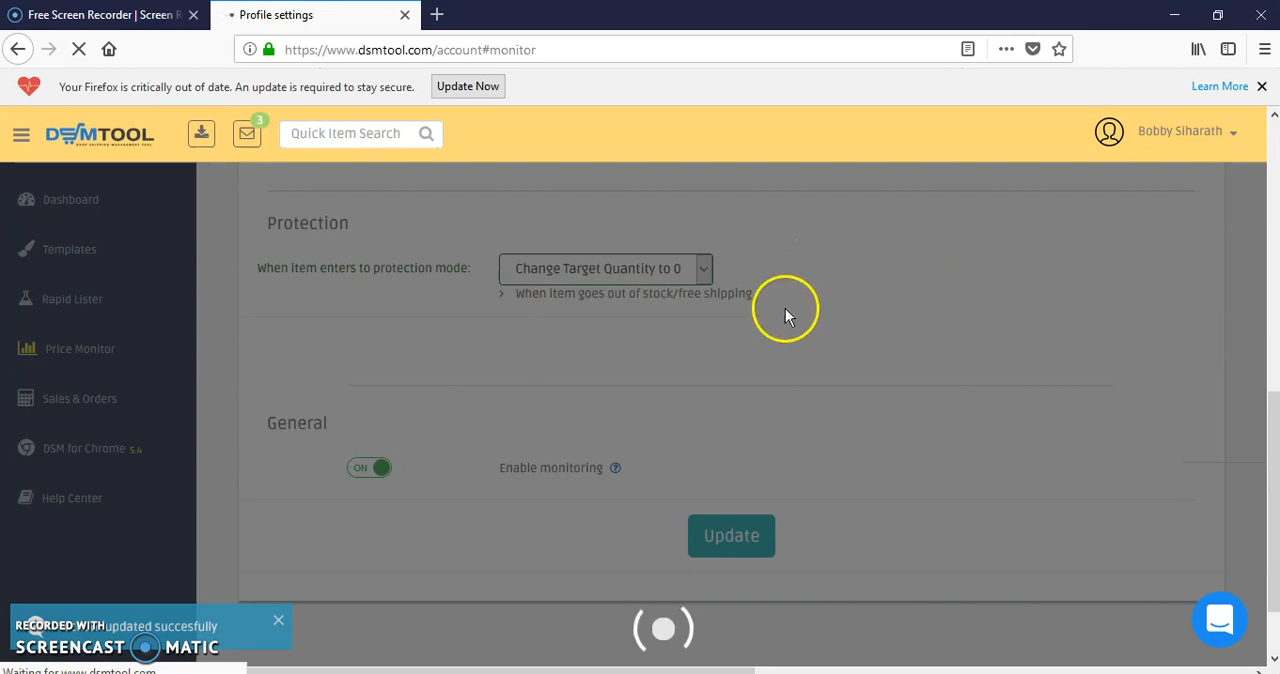 Free Screen Recorder | Screen R
Profile settings
https://www.dsmtool.com/account#monitor
Your Firefox is critically out of date. An update is required to stay secure.
Update Now
Learn More
DSMTOOL
DROP SHIPPING MANAGEMENT TOOL
3
Quick Item Search
Bobby Siharath
Dashboard
Templates
Rapid Lister
Price Monitor
Sales & Orders
DSM for Chrome 5.4
Help Center
Protection
When item enters to protection mode:
Change Target Quantity to 0
> When item goes out of stock/free shipping
General
ON
Enable monitoring
Update
updated succesfully
RECORDED WITH
SCREENCAST MATIC
Waiting for www.dsmtool.com